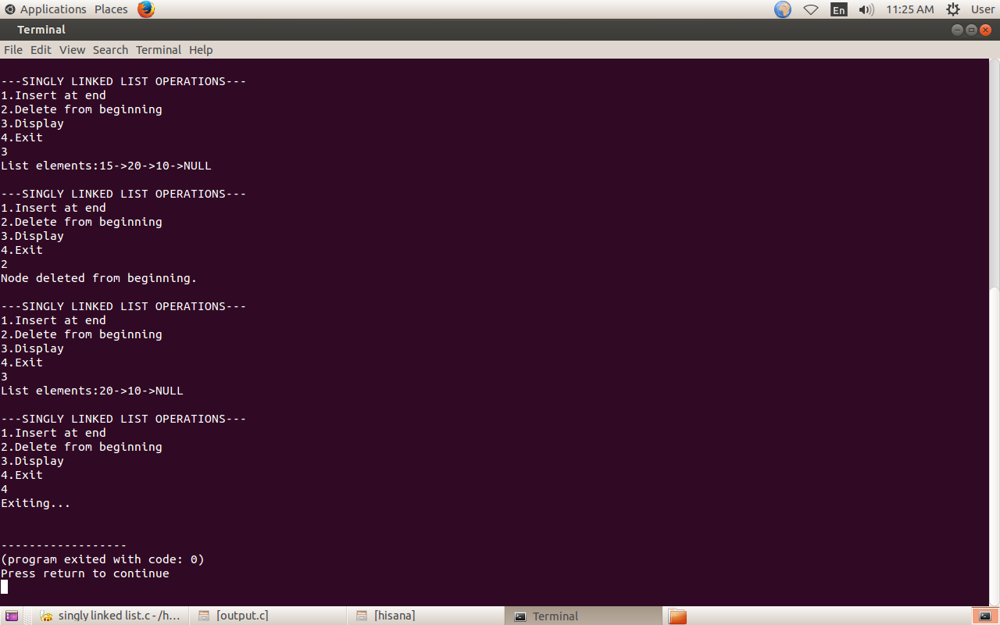 Applications Places En 11:25 AM User
Terminal
File Edit View Search Terminal Help
---SINGLY LINKED LIST OPERATIONS---
1.Insert at end
2.Delete from beginning
3.Display
4.Exit
3
List elements:15->20->10->NULL
---SINGLY LINKED LIST OPERATIONS---
1.Insert at end
2.Delete from beginning
3.Display
4.Exit
2
Node deleted from beginning.
---SINGLY LINKED LIST OPERATIONS---
1.Insert at end
2.Delete from beginning
3.Display
4.Exit
3
List elements:20->10->NULL
---SINGLY LINKED LIST OPERATIONS---
1.Insert at end
2.Delete from beginning
3.Display
4.Exit
4
Exiting...
------------------
(program exited with code: 0)
Press return to continue
singly linked list.c - /h... [output.c] [hisana] Terminal